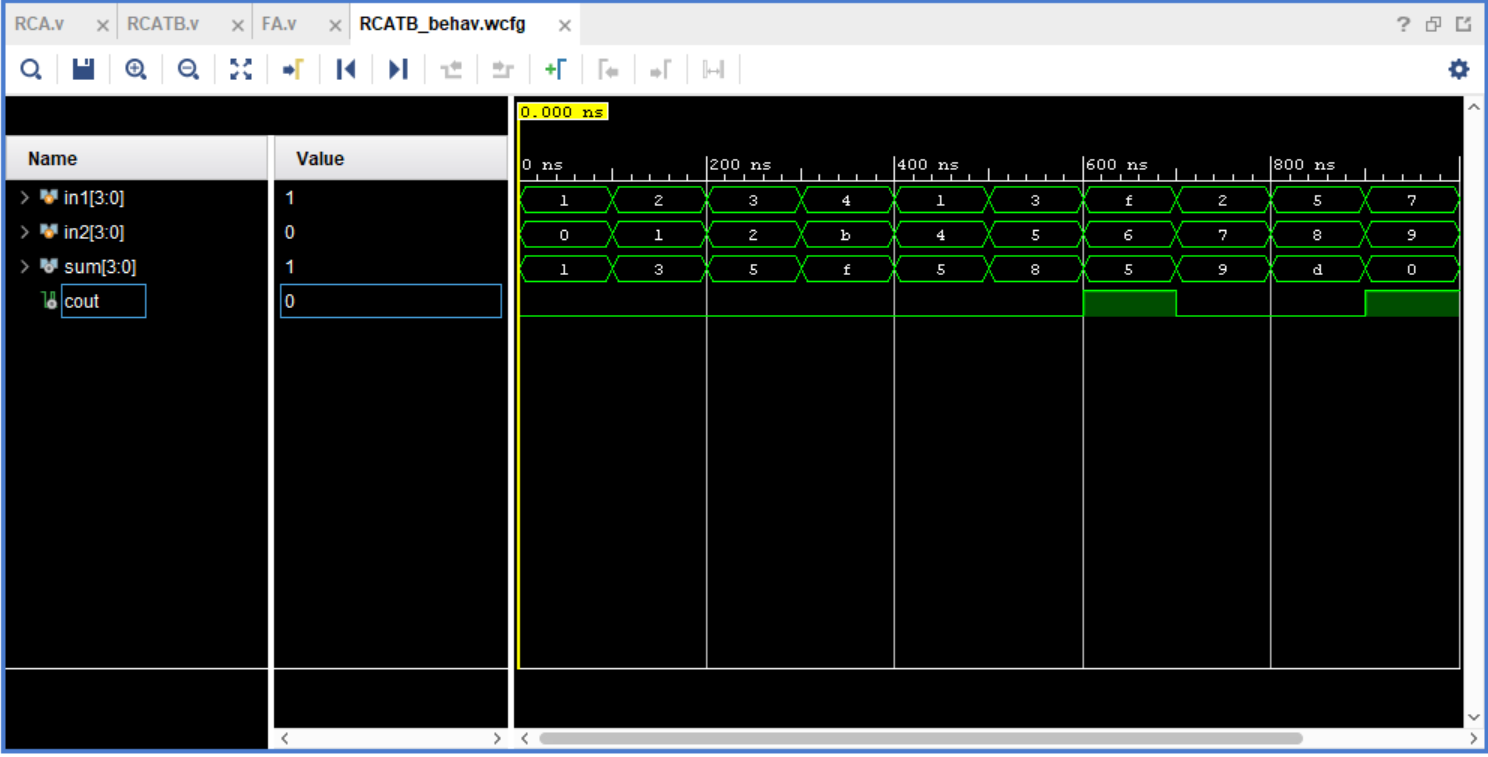 RCA.v × RCATB.v × FA.v × RCATB_behav.wcfg × ?
0.000 ns
Name Value
0 ns 200 ns 400 ns 600 ns 800 ns
> in1[3:0] 1 1 2 3 4 1 3 f 2 5 7
> in2[3:0] 0 0 1 2 b 4 5 6 7 8 9
> sum[3:0] 1 1 3 5 f 5 8 5 9 d 0
cout 0